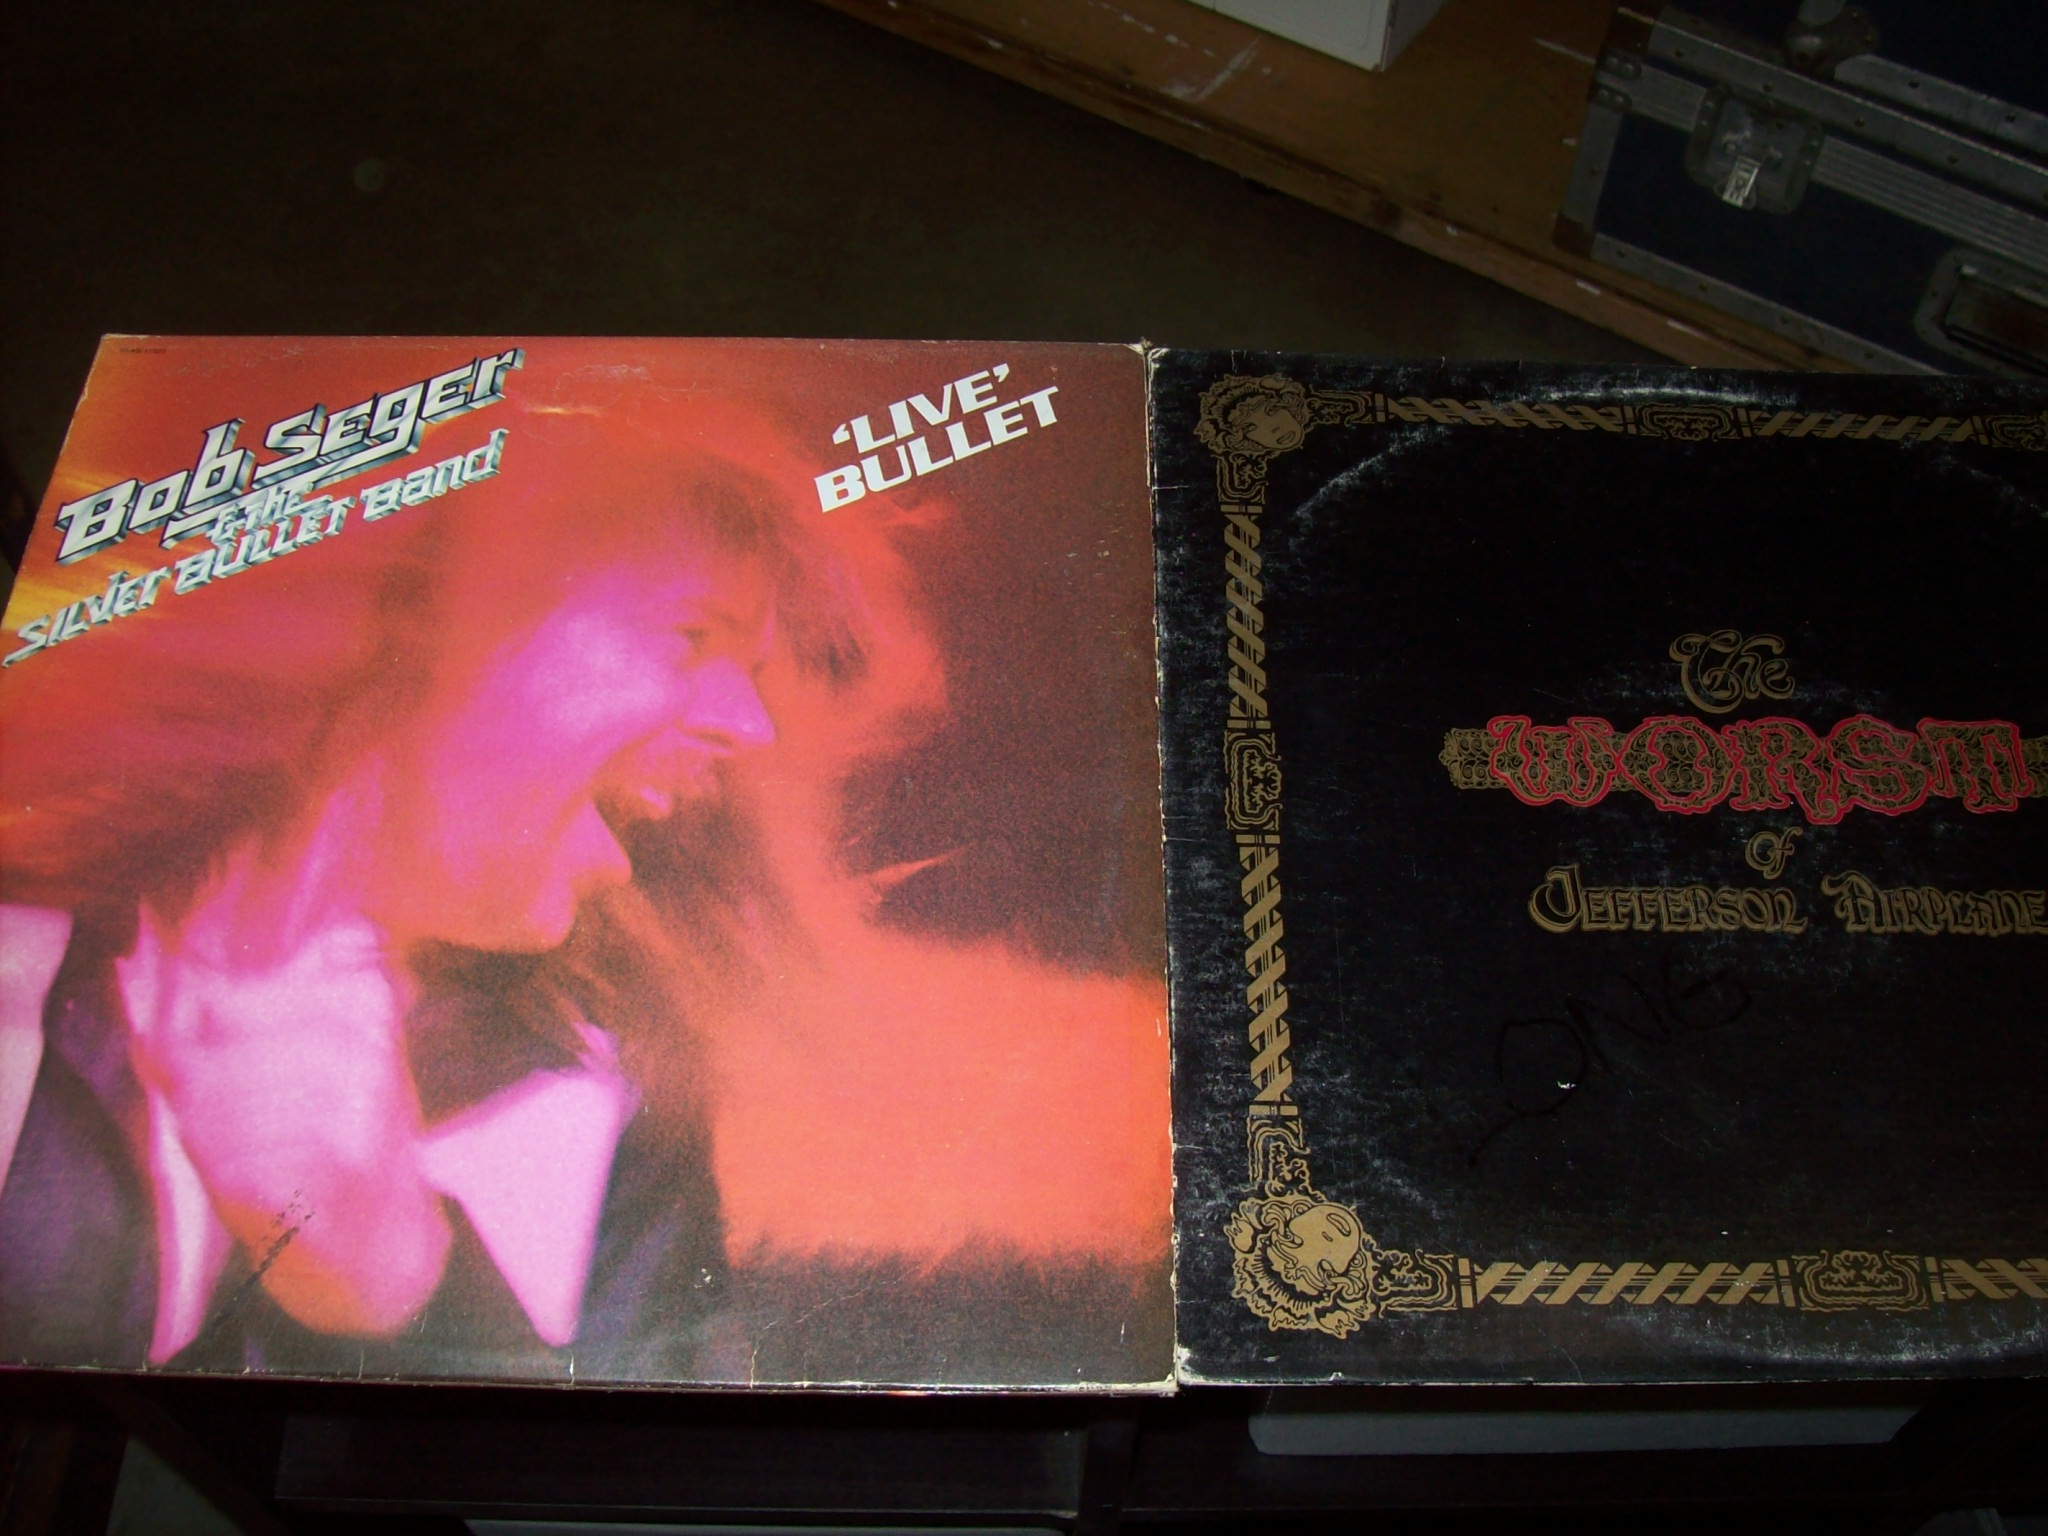 Bob Seger
& The
Silver Bullet Band
'LIVE'
BULLET
The
WORST
of
JEFFERSON AIRPLANE